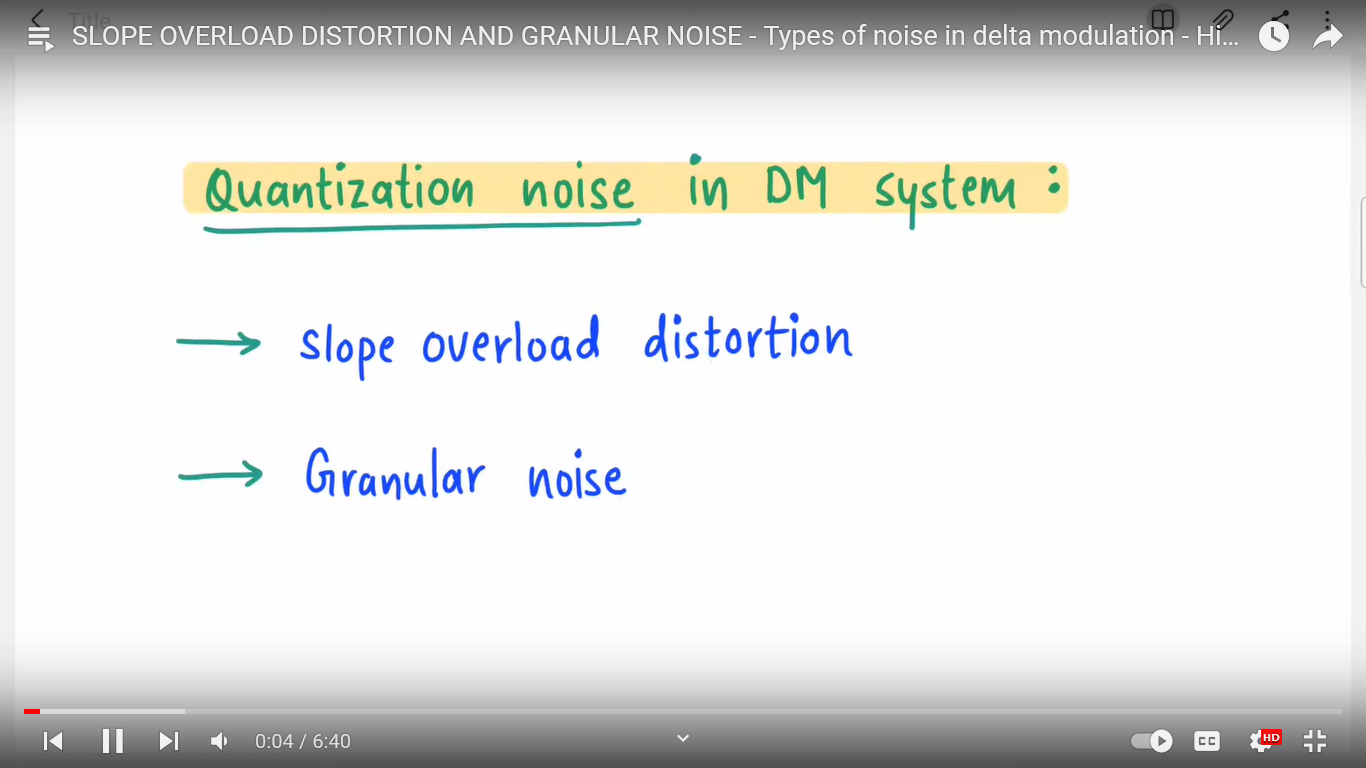 Title
SLOPE OVERLOAD DISTORTION AND GRANULAR NOISE - Types of noise in delta modulation - Hi...
Quantization noise in DM system :
slope overload distortion
Granular noise
0:04 / 6:40
CC
HD